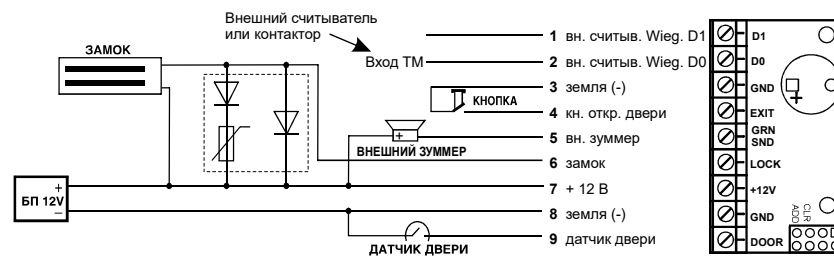 Внешний считыватель
или контактор
Вход ТМ
ЗАМОК
1 вн. считыв. Wieg. D1
2 вн. считыв. Wieg. D0
3 земля (-)
КНОПКА
4 кн. откр. двери
5 вн. зуммер
+
ВНЕШНИЙ ЗУММЕР
6 замок
7 + 12 В
8 земля (-)
9 датчик двери
БП 12V
+
–
ДАТЧИК ДВЕРИ
D1
D0
GND
EXIT
GRN
SND
LOCK
+12V
GND
DOOR
+
CLR
ADD